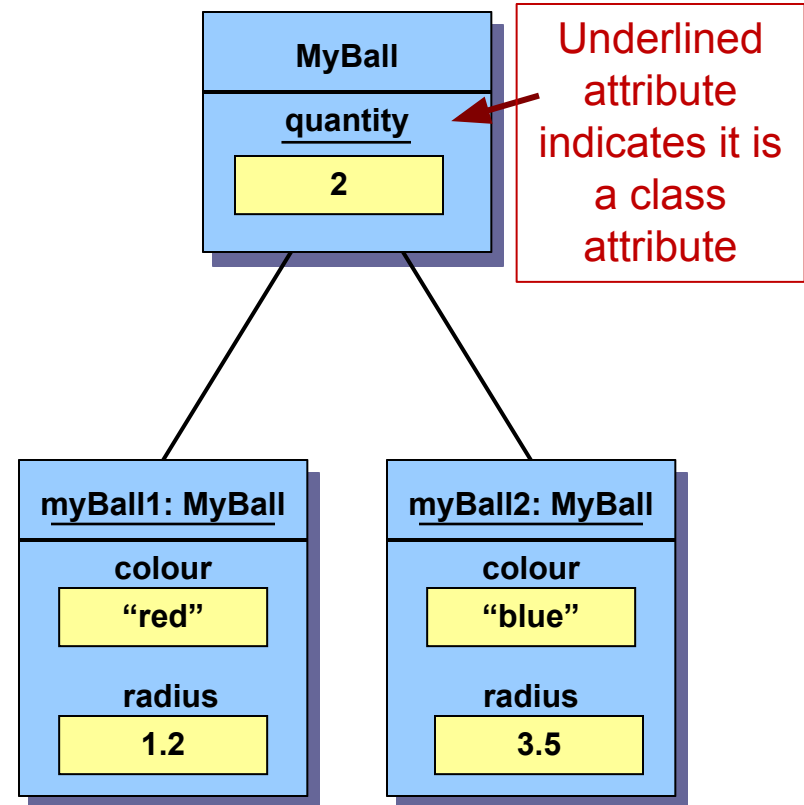 MyBall
quantity
2
Underlined
attribute
indicates it is
a class
attribute
myBall1: MyBall
colour
“red”
radius
1.2
myBall2: MyBall
colour
“blue”
radius
3.5